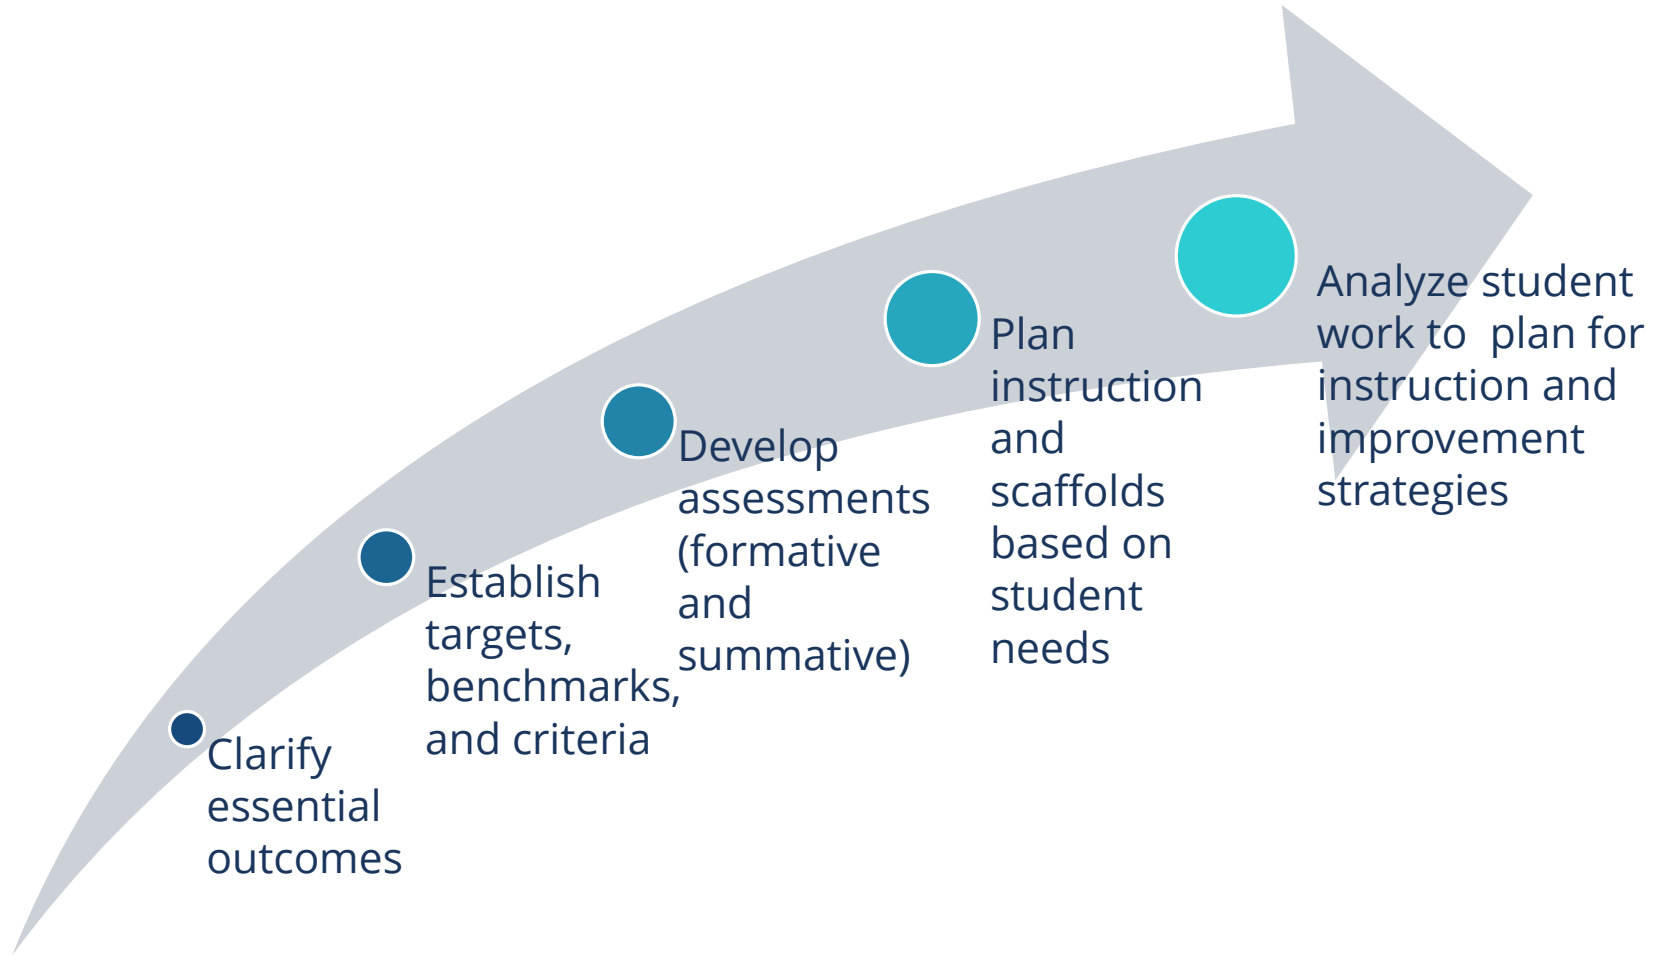 Clarify
essential
outcomes
Establish
targets,
benchmarks,
and criteria
Develop
assessments
(formative
and
summative)
Plan
instruction
and
scaffolds
based on
student
needs
Analyze student
work to  plan for
instruction and
improvement
strategies